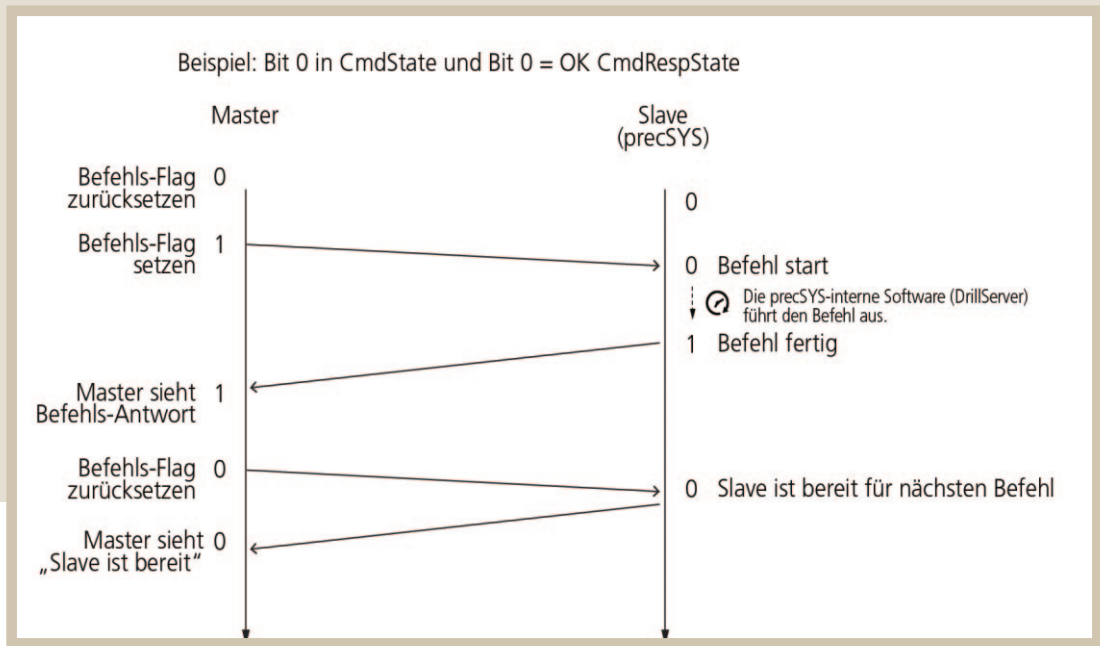 Beispiel: Bit 0 in CmdState und Bit 0 = OK CmdRespState
Master
Slave
(precSYS)
Befehls-Flag 0
zurücksetzen
0
Befehls-Flag 1
setzen
0 Befehl start
Die precSYS-interne Software (DrillServer)
führt den Befehl aus.
1 Befehl fertig
Master sieht 1
Befehls-Antwort
Befehls-Flag 0
zurücksetzen
0 Slave ist bereit für nächsten Befehl
Master sieht 0
„Slave ist bereit“